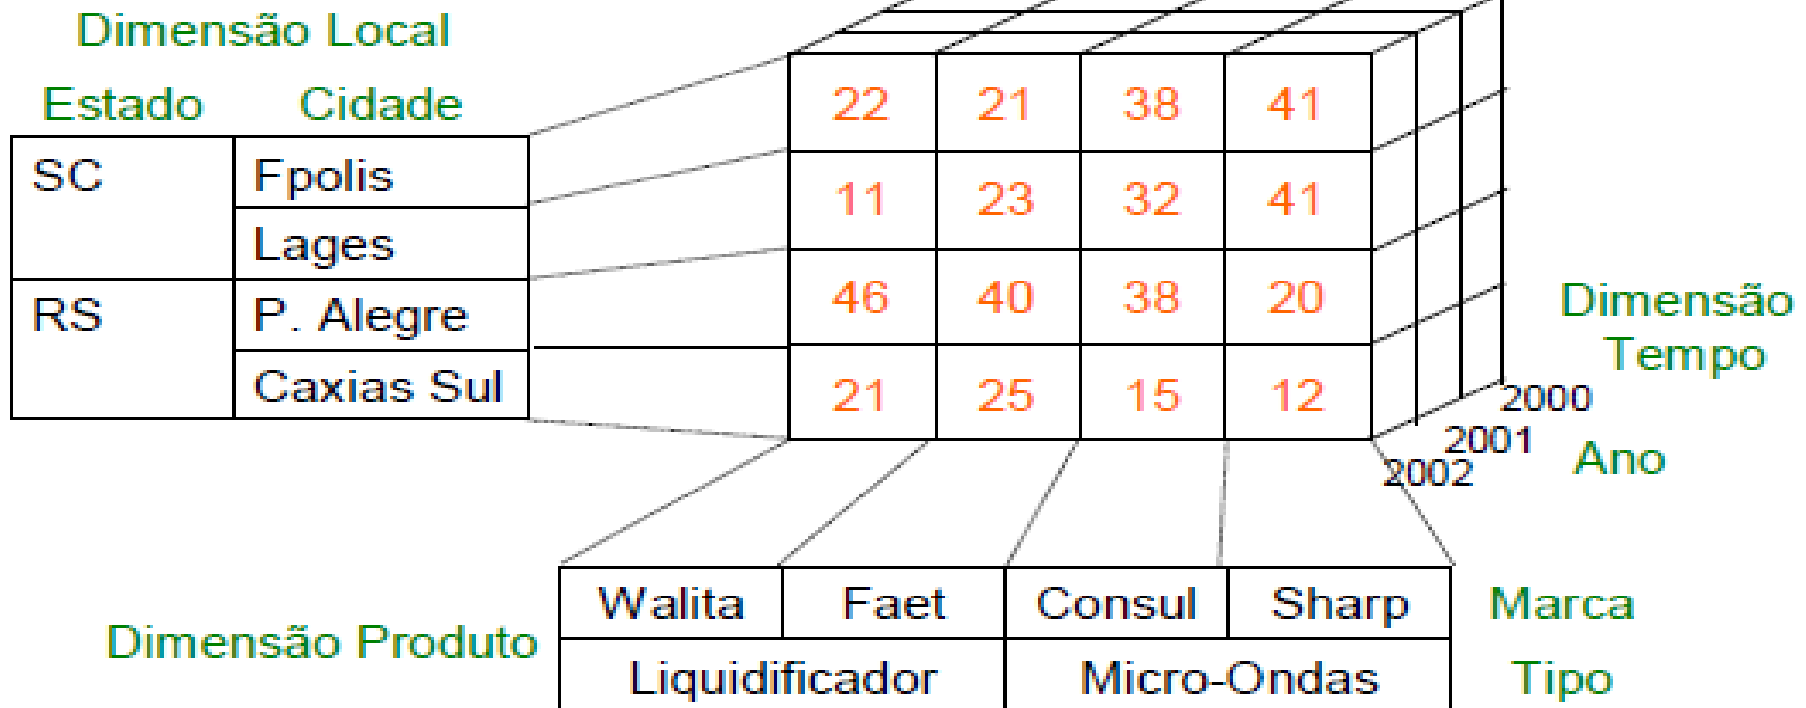 Dimensão Local
Estado Cidade
SC Fpolis
Lages
RS P. Alegre
Caxias Sul
22 21 38 41
11 23 32 41
46 40 38 20
21 25 15 12
Dimensão
Tempo
2000
2001
2002
Ano
Walita Faet Consul Sharp Marca
Dimensão Produto
Liquidificador Micro-Ondas Tipo